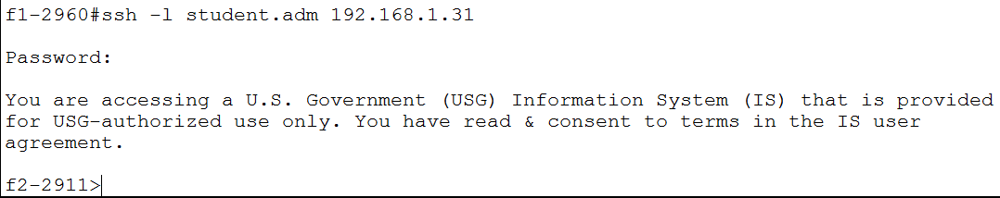 f1-2960#ssh -l student.adm 192.168.1.31
Password:
You are accessing a U.S. Government (USG) Information System (IS) that is provided
for USG-authorized use only. You have read & consent to terms in the IS user
agreement.
f2-2911>